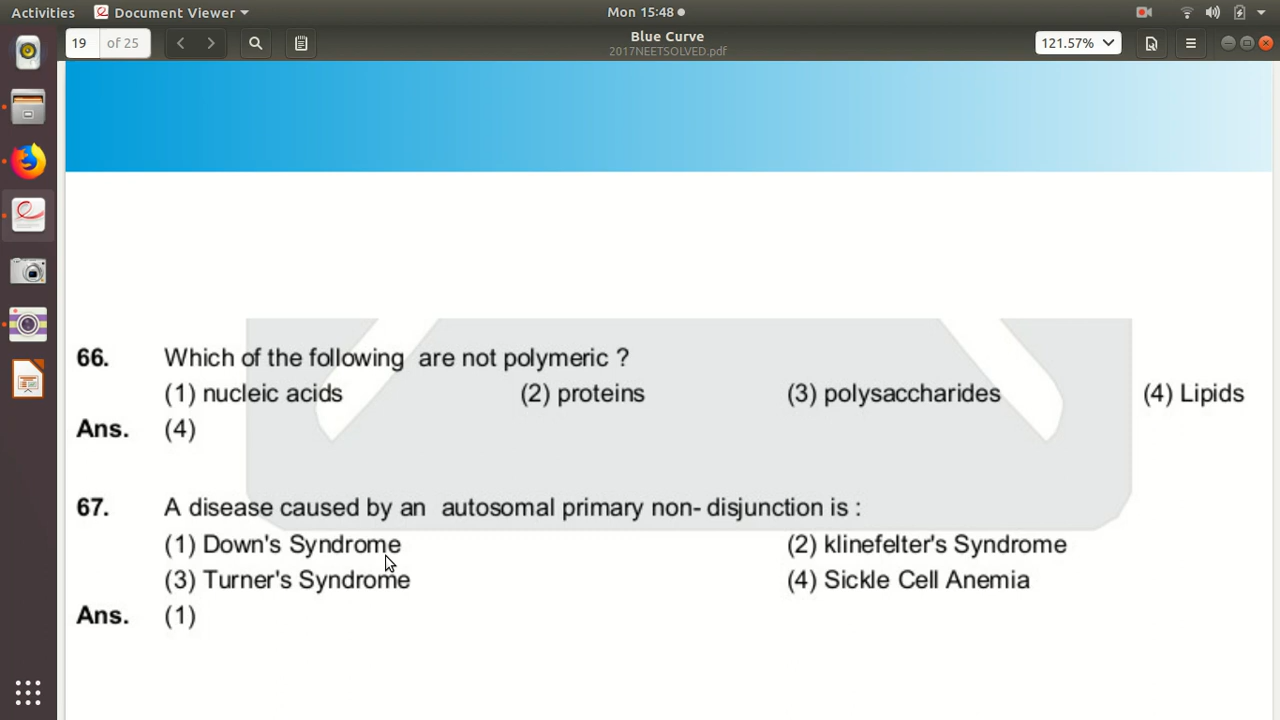 Activities Document Viewer Mon 15:48
19 of 25 Blue Curve 121.57%
2017NEETSOLVED.pdf
66. Which of the following are not polymeric ?
(1) nucleic acids (2) proteins (3) polysaccharides (4) Lipids
Ans. (4)
67. A disease caused by an autosomal primary non- disjunction is :
(1) Down's Syndrome (2) klinefelter's Syndrome
(3) Turner's Syndrome (4) Sickle Cell Anemia
Ans. (1)